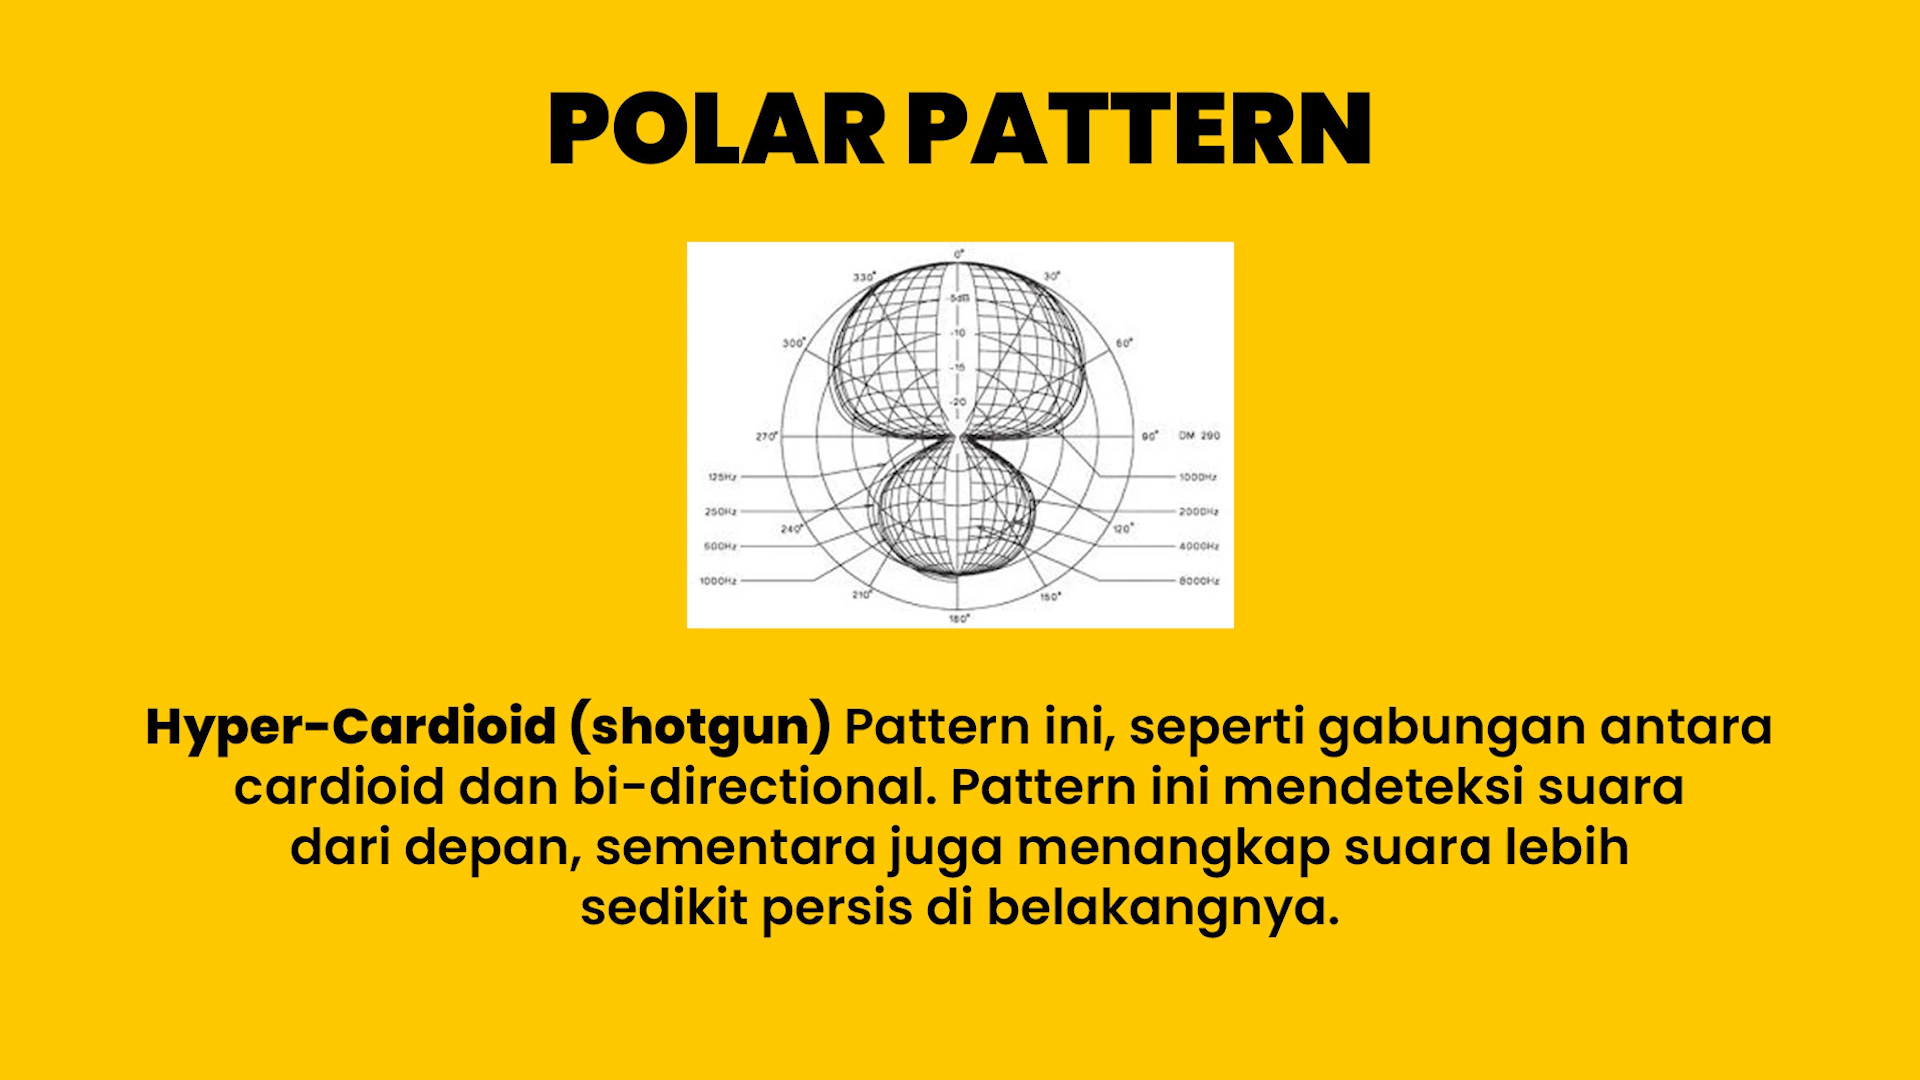 POLAR PATTERN
0°
330°
30°
-5dB
-10
300°
60°
-15
-20
270°
90°
DM 290
125Hz
1000Hz
250Hz
2000Hz
240°
120°
500Hz
4000Hz
1000Hz
8000Hz
210°
150°
180°
Hyper-Cardioid (shotgun) Pattern ini, seperti gabungan antara
cardioid dan bi-directional. Pattern ini mendeteksi suara
dari depan, sementara juga menangkap suara lebih
sedikit persis di belakangnya.